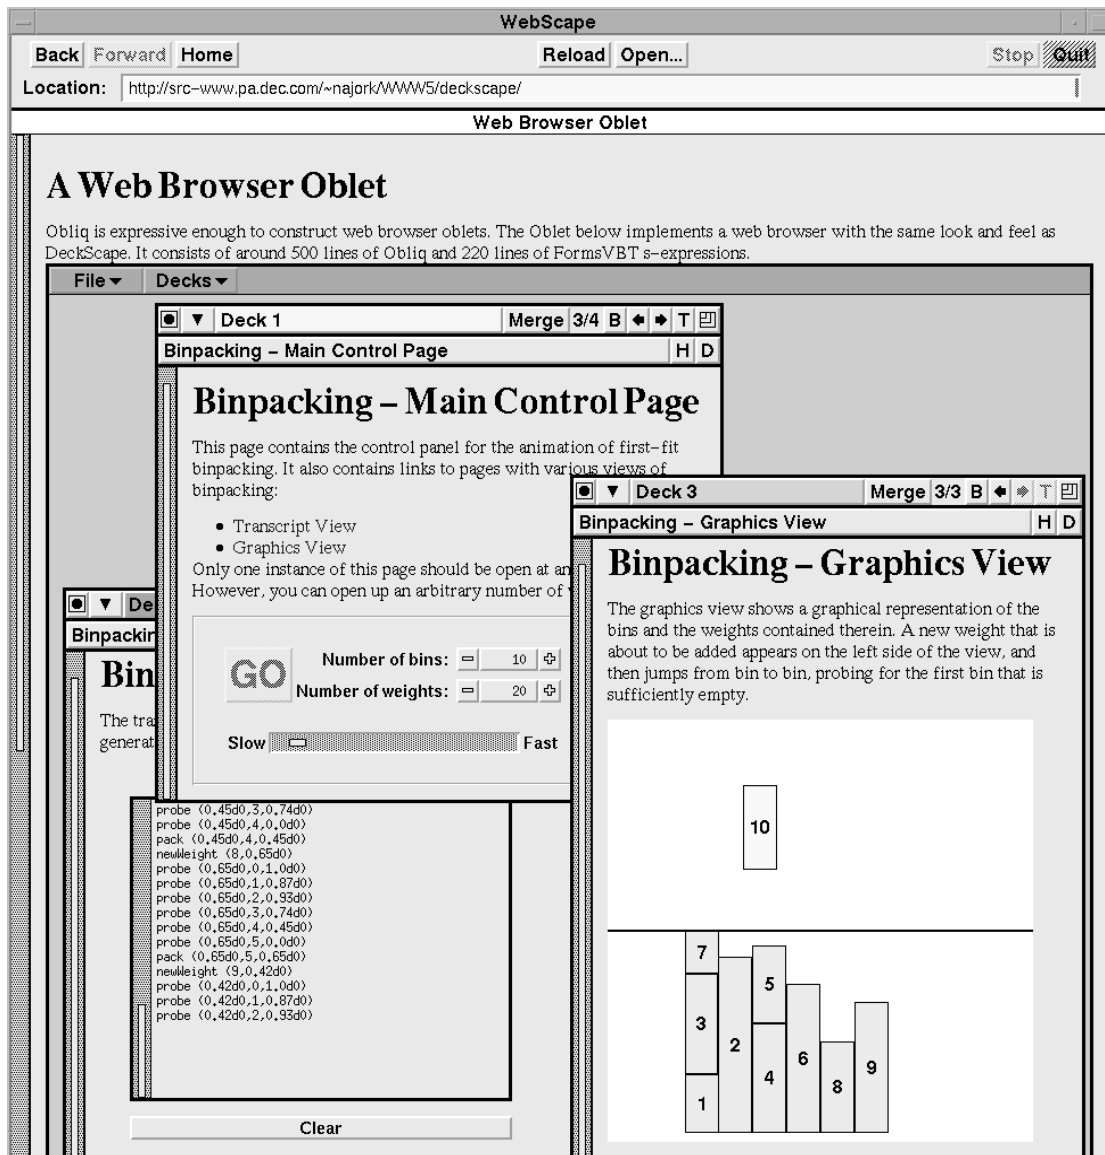 WebScape
Back Forward Home Reload Open... Stop Quit
Location: http://src-www.pa.dec.com/~najork/WWW5/deckscape/
Web Browser Oblet
A Web Browser Oblet
Obliq is expressive enough to construct web browser oblets. The Oblet below implements a web browser with the same look and feel as
DeckScape. It consists of around 500 lines of Obliq and 220 lines of FormsVBT s-expressions.
File Decks
Deck 1 Merge 3/4 B T
Binpacking – Main Control Page H D
Binpacking – Main Control Page
This page contains the control panel for the animation of first-fit
binpacking. It also contains links to pages with various views of
binpacking:
• Transcript View
• Graphics View
Only one instance of this page should be open at an
However, you can open up an arbitrary number of
GO
Number of bins: 10
Number of weights: 20
Slow Fast
De
Binpackin
Bin
The tra
generat
probe (0.45d0,3,0.74d0)
probe (0.45d0,4,0.0d0)
pack (0.45d0,4,0.45d0)
newWeight (8,0.65d0)
probe (0.65d0,0,1.0d0)
probe (0.65d0,1,0.87d0)
probe (0.65d0,2,0.93d0)
probe (0.65d0,3,0.74d0)
probe (0.65d0,4,0.45d0)
probe (0.65d0,5,0.0d0)
pack (0.65d0,5,0.65d0)
newWeight (9,0.42d0)
probe (0.42d0,0,1.0d0)
probe (0.42d0,1,0.87d0)
probe (0.42d0,2,0.93d0)
Clear
Deck 3 Merge 3/3 B T
Binpacking – Graphics View H D
Binpacking – Graphics View
The graphics view shows a graphical representation of the
bins and the weights contained therein. A new weight that is
about to be added appears on the left side of the view, and
then jumps from bin to bin, probing for the first bin that is
sufficiently empty.
10
7
5
3
2
6
9
4
8
1